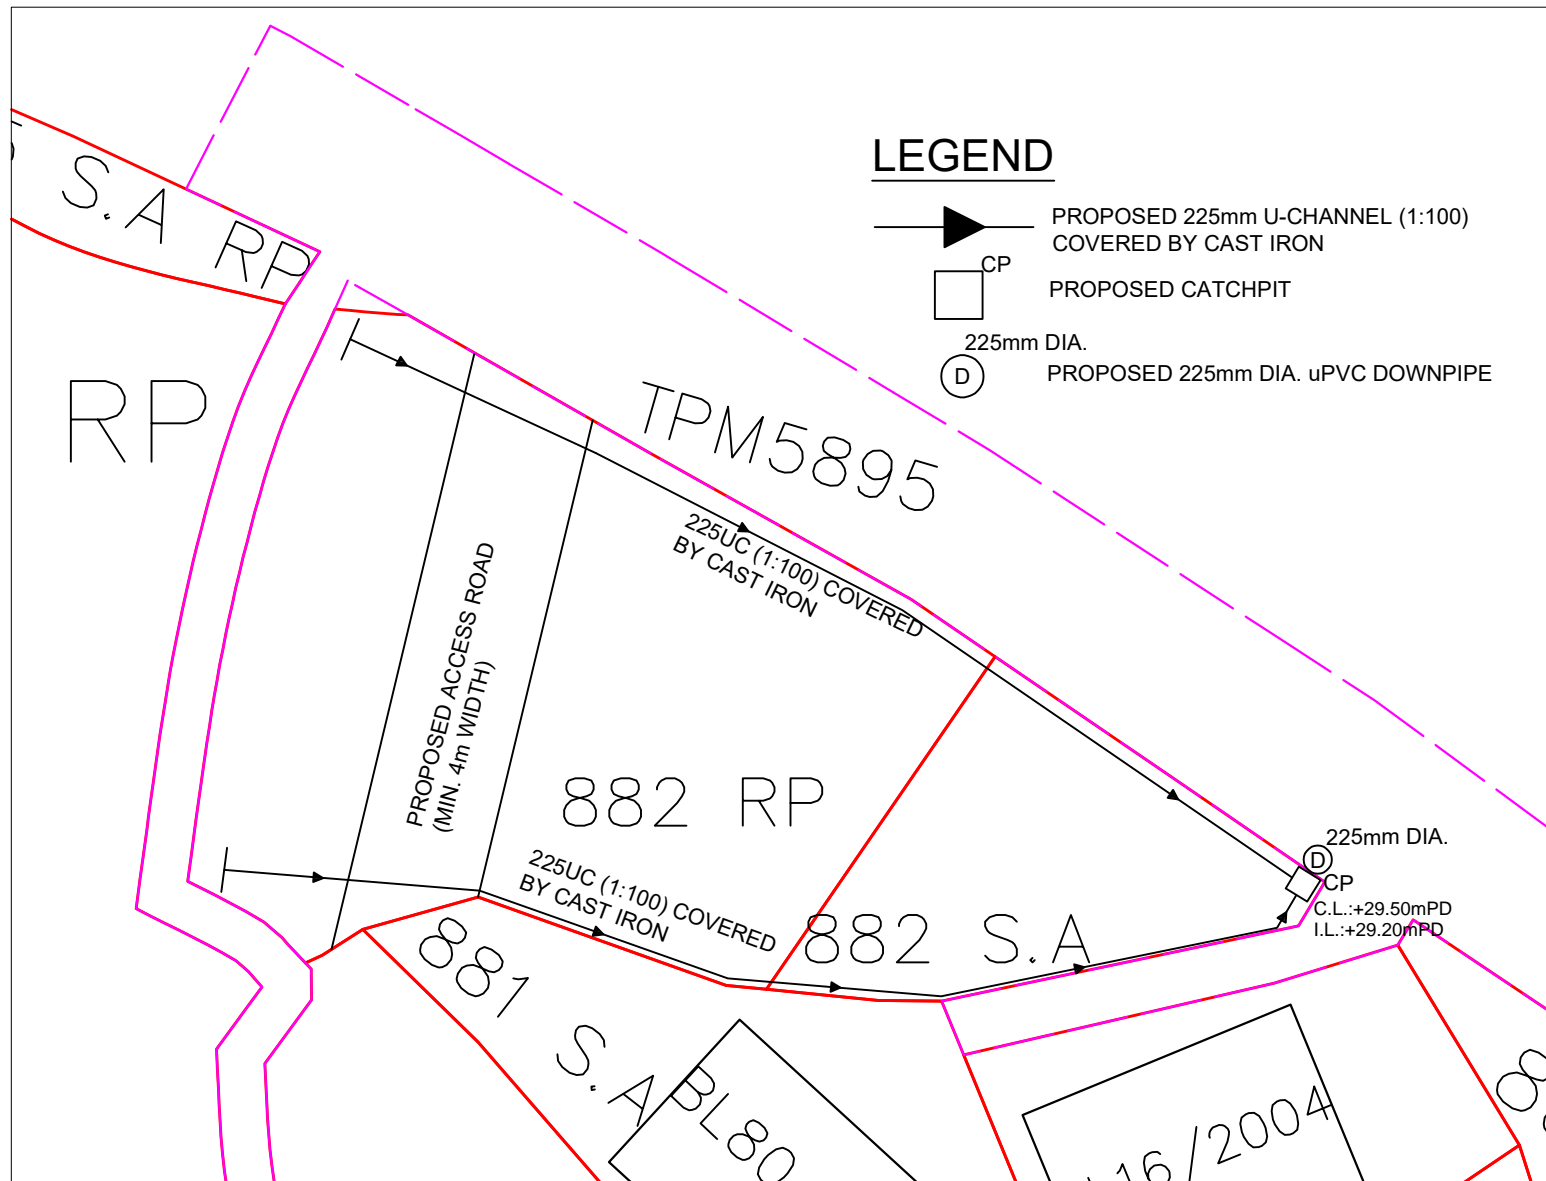 LEGEND
PROPOSED 225mm U-CHANNEL (1:100)
COVERED BY CAST IRON
CP
PROPOSED CATCHPIT
225mm DIA.
D
PROPOSED 225mm DIA. uPVC DOWNPIPE
S.A RP
RP
TPM5895
225UC (1:100) COVERED
BY CAST IRON
PROPOSED ACCESS ROAD
(MIN. 4m WIDTH)
882 RP
225UC (1:100) COVERED
BY CAST IRON
882 S.A
225mm DIA.
D
CP
C.L.:+29.50mPD
I.L.:+29.20mPD
881 S.A
BL80
16/2004